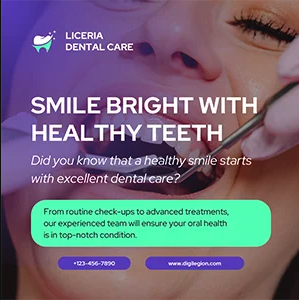 LICERIA
DENTAL CARE
SMILE BRIGHT WITH
HEALTHY TEETH
Did you know that a healthy smile starts
with excellent dental care?
From routine check-ups to advanced treatments,
our experienced team will ensure your oral health
is in top-notch condition.
+123-456-7890
www.digilegion.com